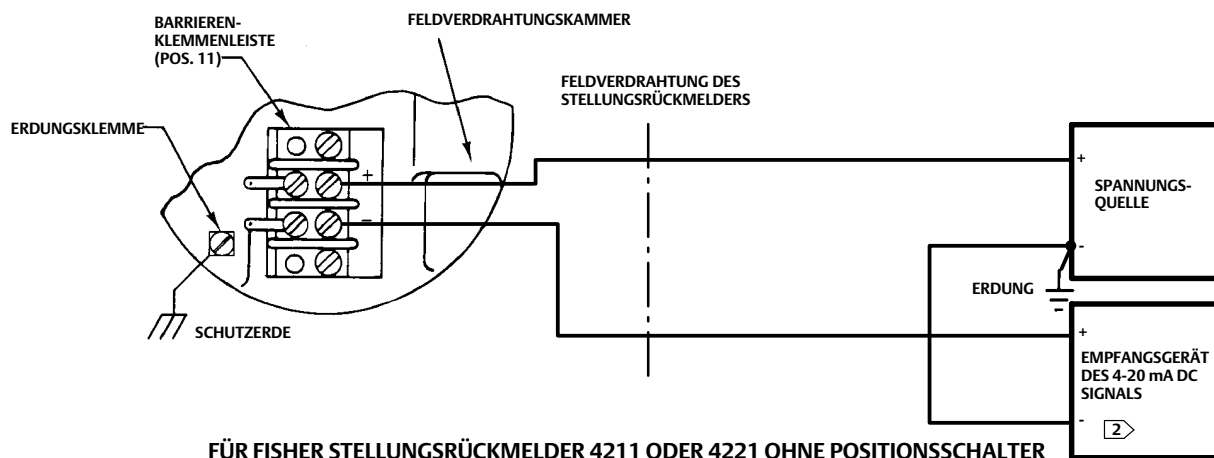 BARRIEREN-
KLEMMENLEISTE
(POS. 11)
FELDVERDRAHTUNGSKAMMER
FELDVERDRAHTUNG DES
STELLUNGSRÜCKMELDERS
ERDUNGSKLEMME
+
-
+
SPANNUNGS-
QUELLE
-
ERDUNG
SCHUTZERDE
+
EMPFANGSGERÄT
DES 4-20 mA DC
SIGNALS
-
2
FÜR FISHER STELLUNGSRÜCKMELDER 4211 ODER 4221 OHNE POSITIONSSCHALTER